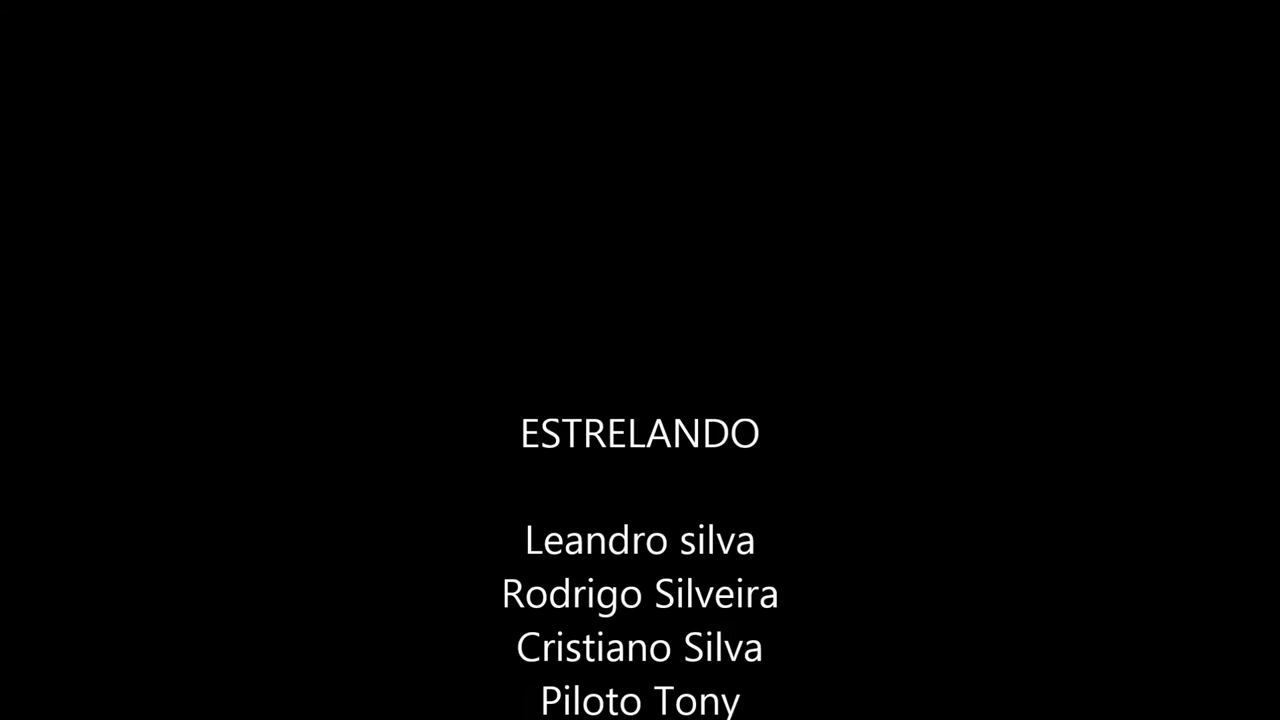 ESTRELANDO
Leandro silva
Rodrigo Silveira
Cristiano Silva
Piloto Tony